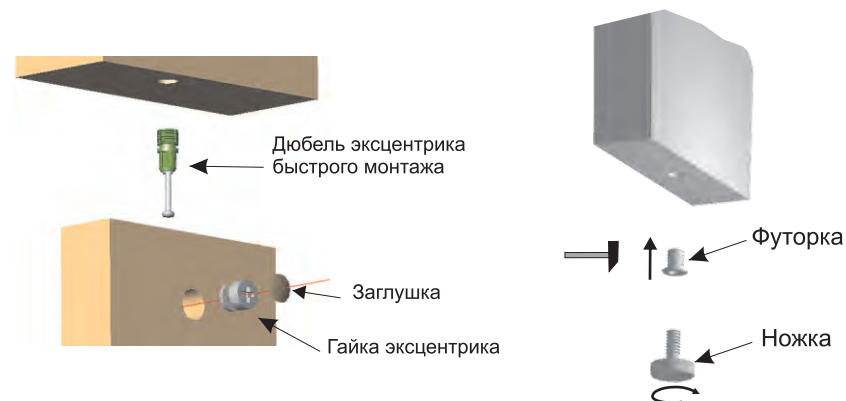 Дюбель эксцентрика
быстрого монтажа
Заглушка
Гайка эксцентрика
Футорка
Ножка